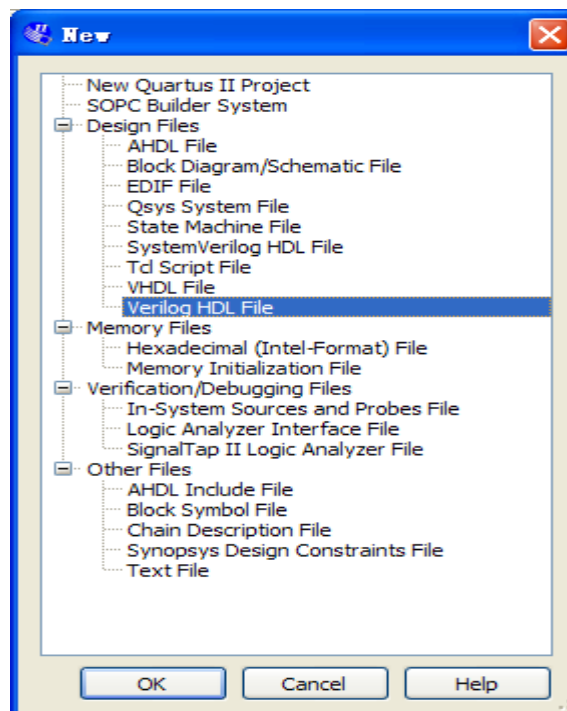 New
New Quartus II Project
SOPC Builder System
Design Files
AHDL File
Block Diagram/Schematic File
EDIF File
Qsys System File
State Machine File
SystemVerilog HDL File
Tcl Script File
VHDL File
Verilog HDL File
Memory Files
Hexadecimal (Intel-Format) File
Memory Initialization File
Verification/Debugging Files
In-System Sources and Probes File
Logic Analyzer Interface File
SignalTap II Logic Analyzer File
Other Files
AHDL Include File
Block Symbol File
Chain Description File
Synopsys Design Constraints File
Text File
OK Cancel Help